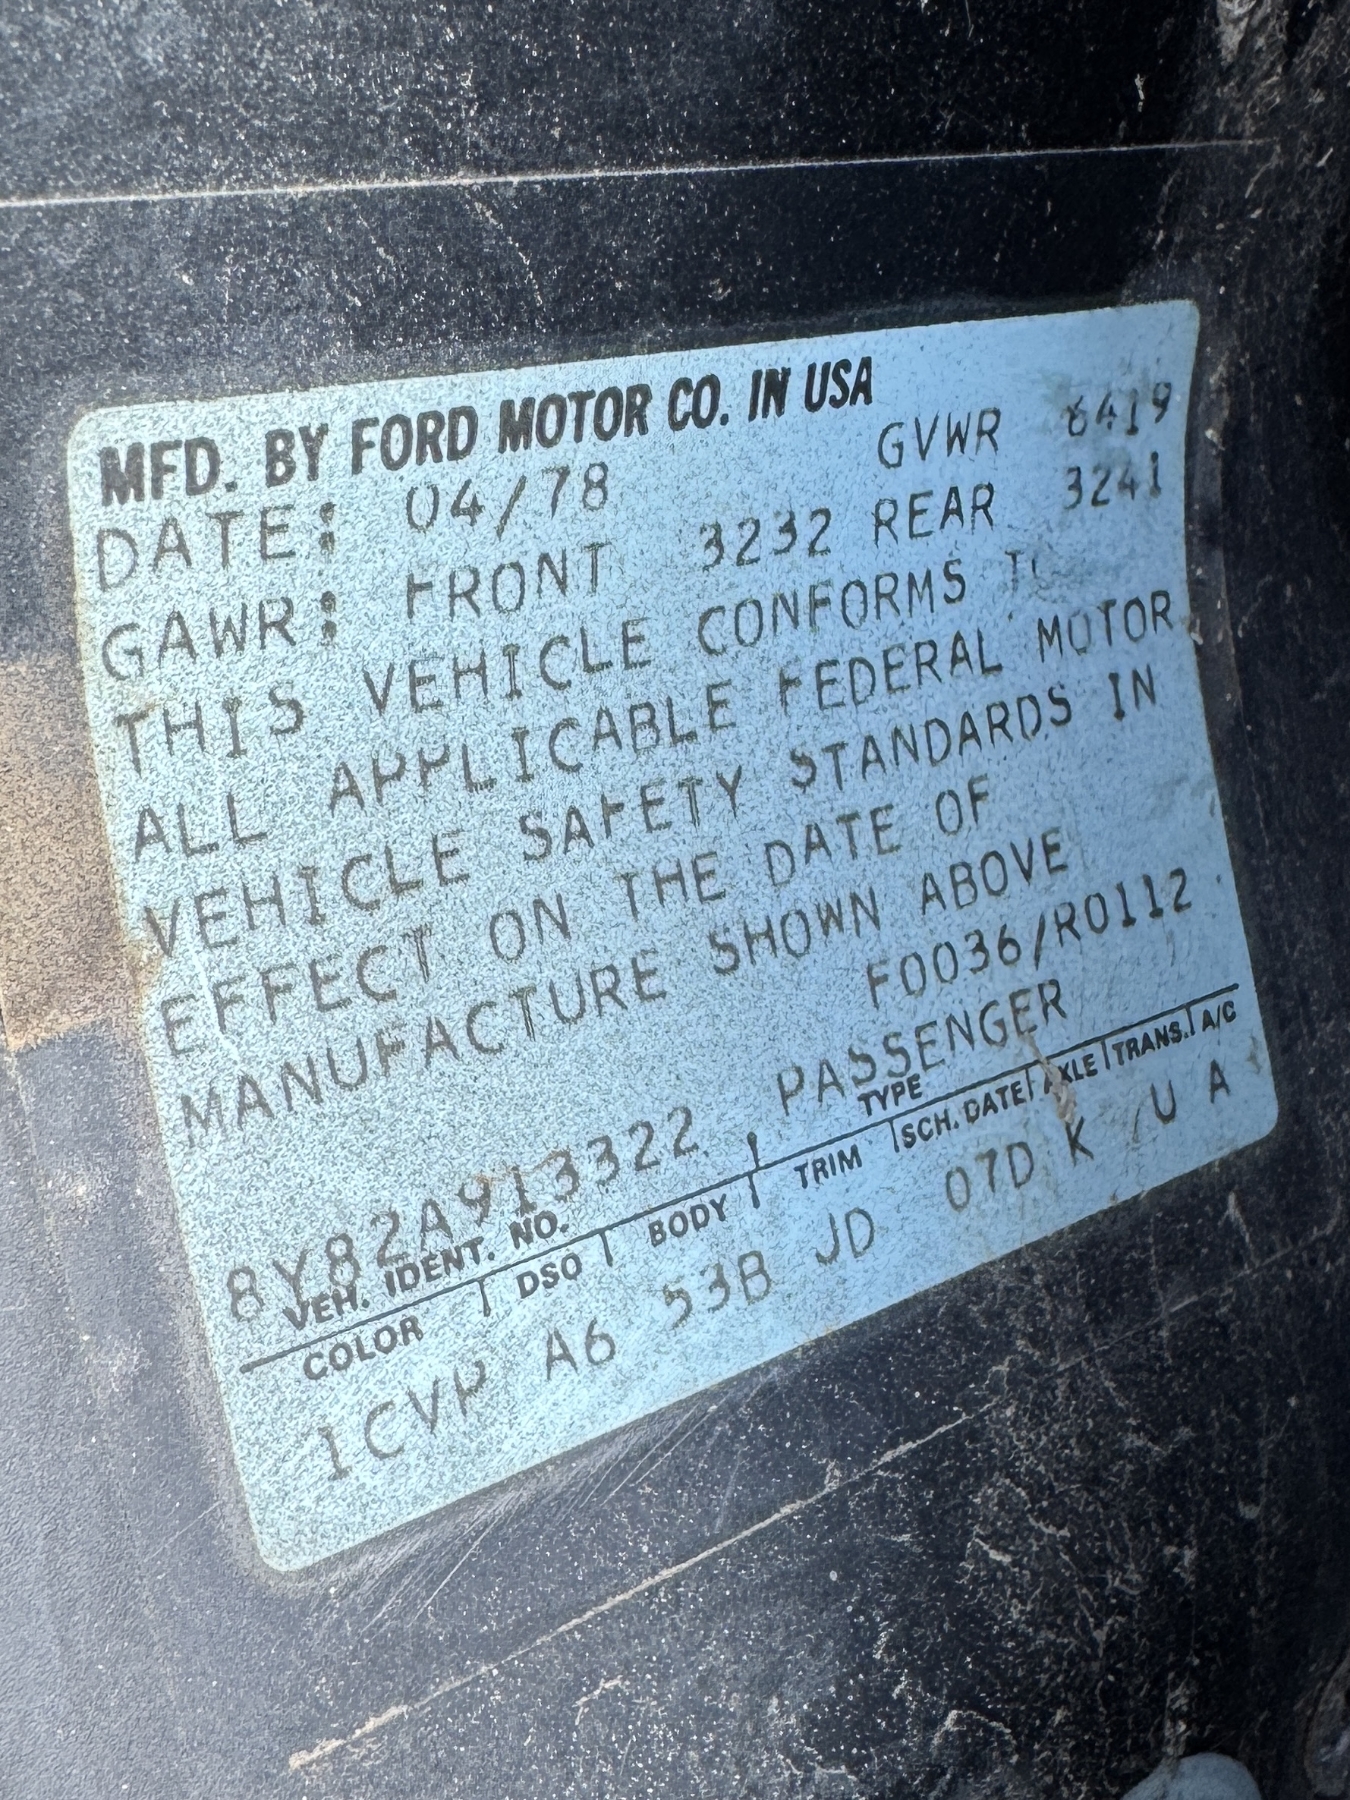 MFD. BY FORD MOTOR CO. IN USA
DATE: 04/78 GVWR 6419
GAWR: FRONT 3232 REAR 3241
THIS VEHICLE CONFORMS TO
ALL APPLICABLE FEDERAL MOTOR
VEHICLE SAFETY STANDARDS IN
EFFECT ON THE DATE OF
MANUFACTURE SHOWN ABOVE
F0036/R0112
8Y82A913322 PASSENGER
VEH. IDENT. NO. TYPE
COLOR DSO BODY TRIM SCH. DATE AXLE TRANS. A/C
1CVP A6 53B JD 07D K U A